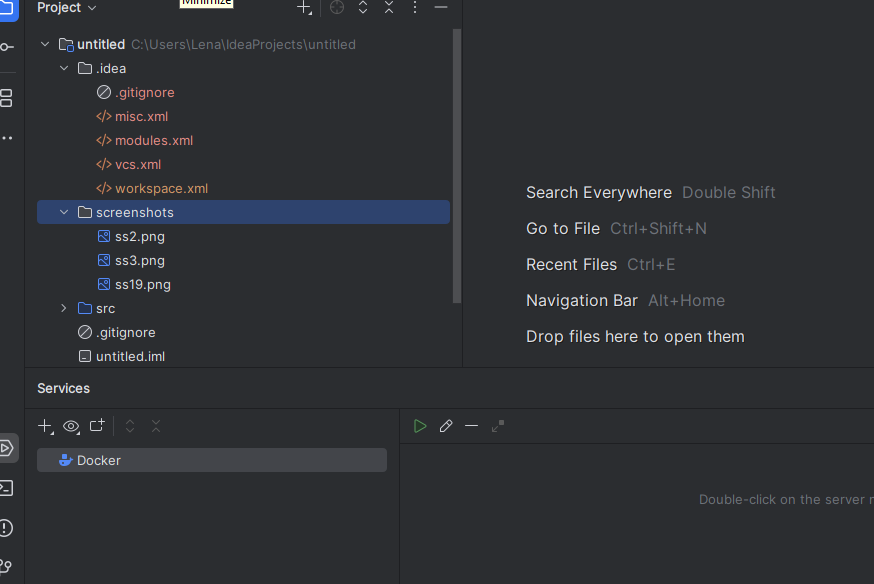 Project
Minimize
untitled C:\Users\Lena\IdeaProjects\untitled
.idea
.gitignore
misc.xml
modules.xml
vcs.xml
workspace.xml
screenshots
ss2.png
ss3.png
ss19.png
src
.gitignore
untitled.iml
Search Everywhere Double Shift
Go to File Ctrl+Shift+N
Recent Files Ctrl+E
Navigation Bar Alt+Home
Drop files here to open them
Services
Docker
Double-click on the server